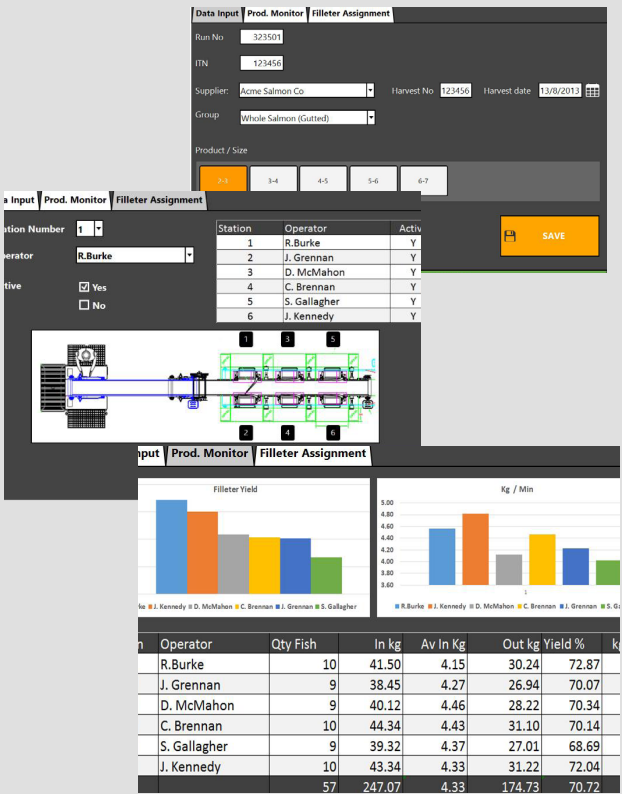 Data Input Prod. Monitor Filleter Assignment
Run No 323501
ITN 123456
Supplier: Acme Salmon Co Harvest No 123456 Harvest date 13/8/2013
Group Whole Salmon (Gutted)
Product / Size
2-3 3-4 4-5 5-6 6-7
SAVE
a Input Prod. Monitor Filleter Assignment
ation Number 1
erator R.Burke
tive Yes
No
Station Operator Activ
1 R.Burke Y
2 J. Grennan Y
3 D. McMahon Y
4 C. Brennan Y
5 S. Gallagher Y
6 J. Kennedy Y
1 3 5
2 4 6
nput Prod. Monitor Filleter Assignment
Filleter Yield
rke J. Kennedy D. McMahon C. Brennan J. Grennan S. Gallagher
Kg / Min
5.00
4.80
4.60
4.40
4.20
4.00
3.80
3.60
1
R.Burke J. Kennedy D. McMahon C. Brennan J. Grennan S. G
n Operator Qty Fish In kg Av In Kg Out kg Yield % k
R.Burke 10 41.50 4.15 30.24 72.87
J. Grennan 9 38.45 4.27 26.94 70.07
D. McMahon 9 40.12 4.46 28.22 70.34
C. Brennan 10 44.34 4.43 31.10 70.14
S. Gallagher 9 39.32 4.37 27.01 68.69
J. Kennedy 10 43.34 4.33 31.22 72.04
57 247.07 4.33 174.73 70.72